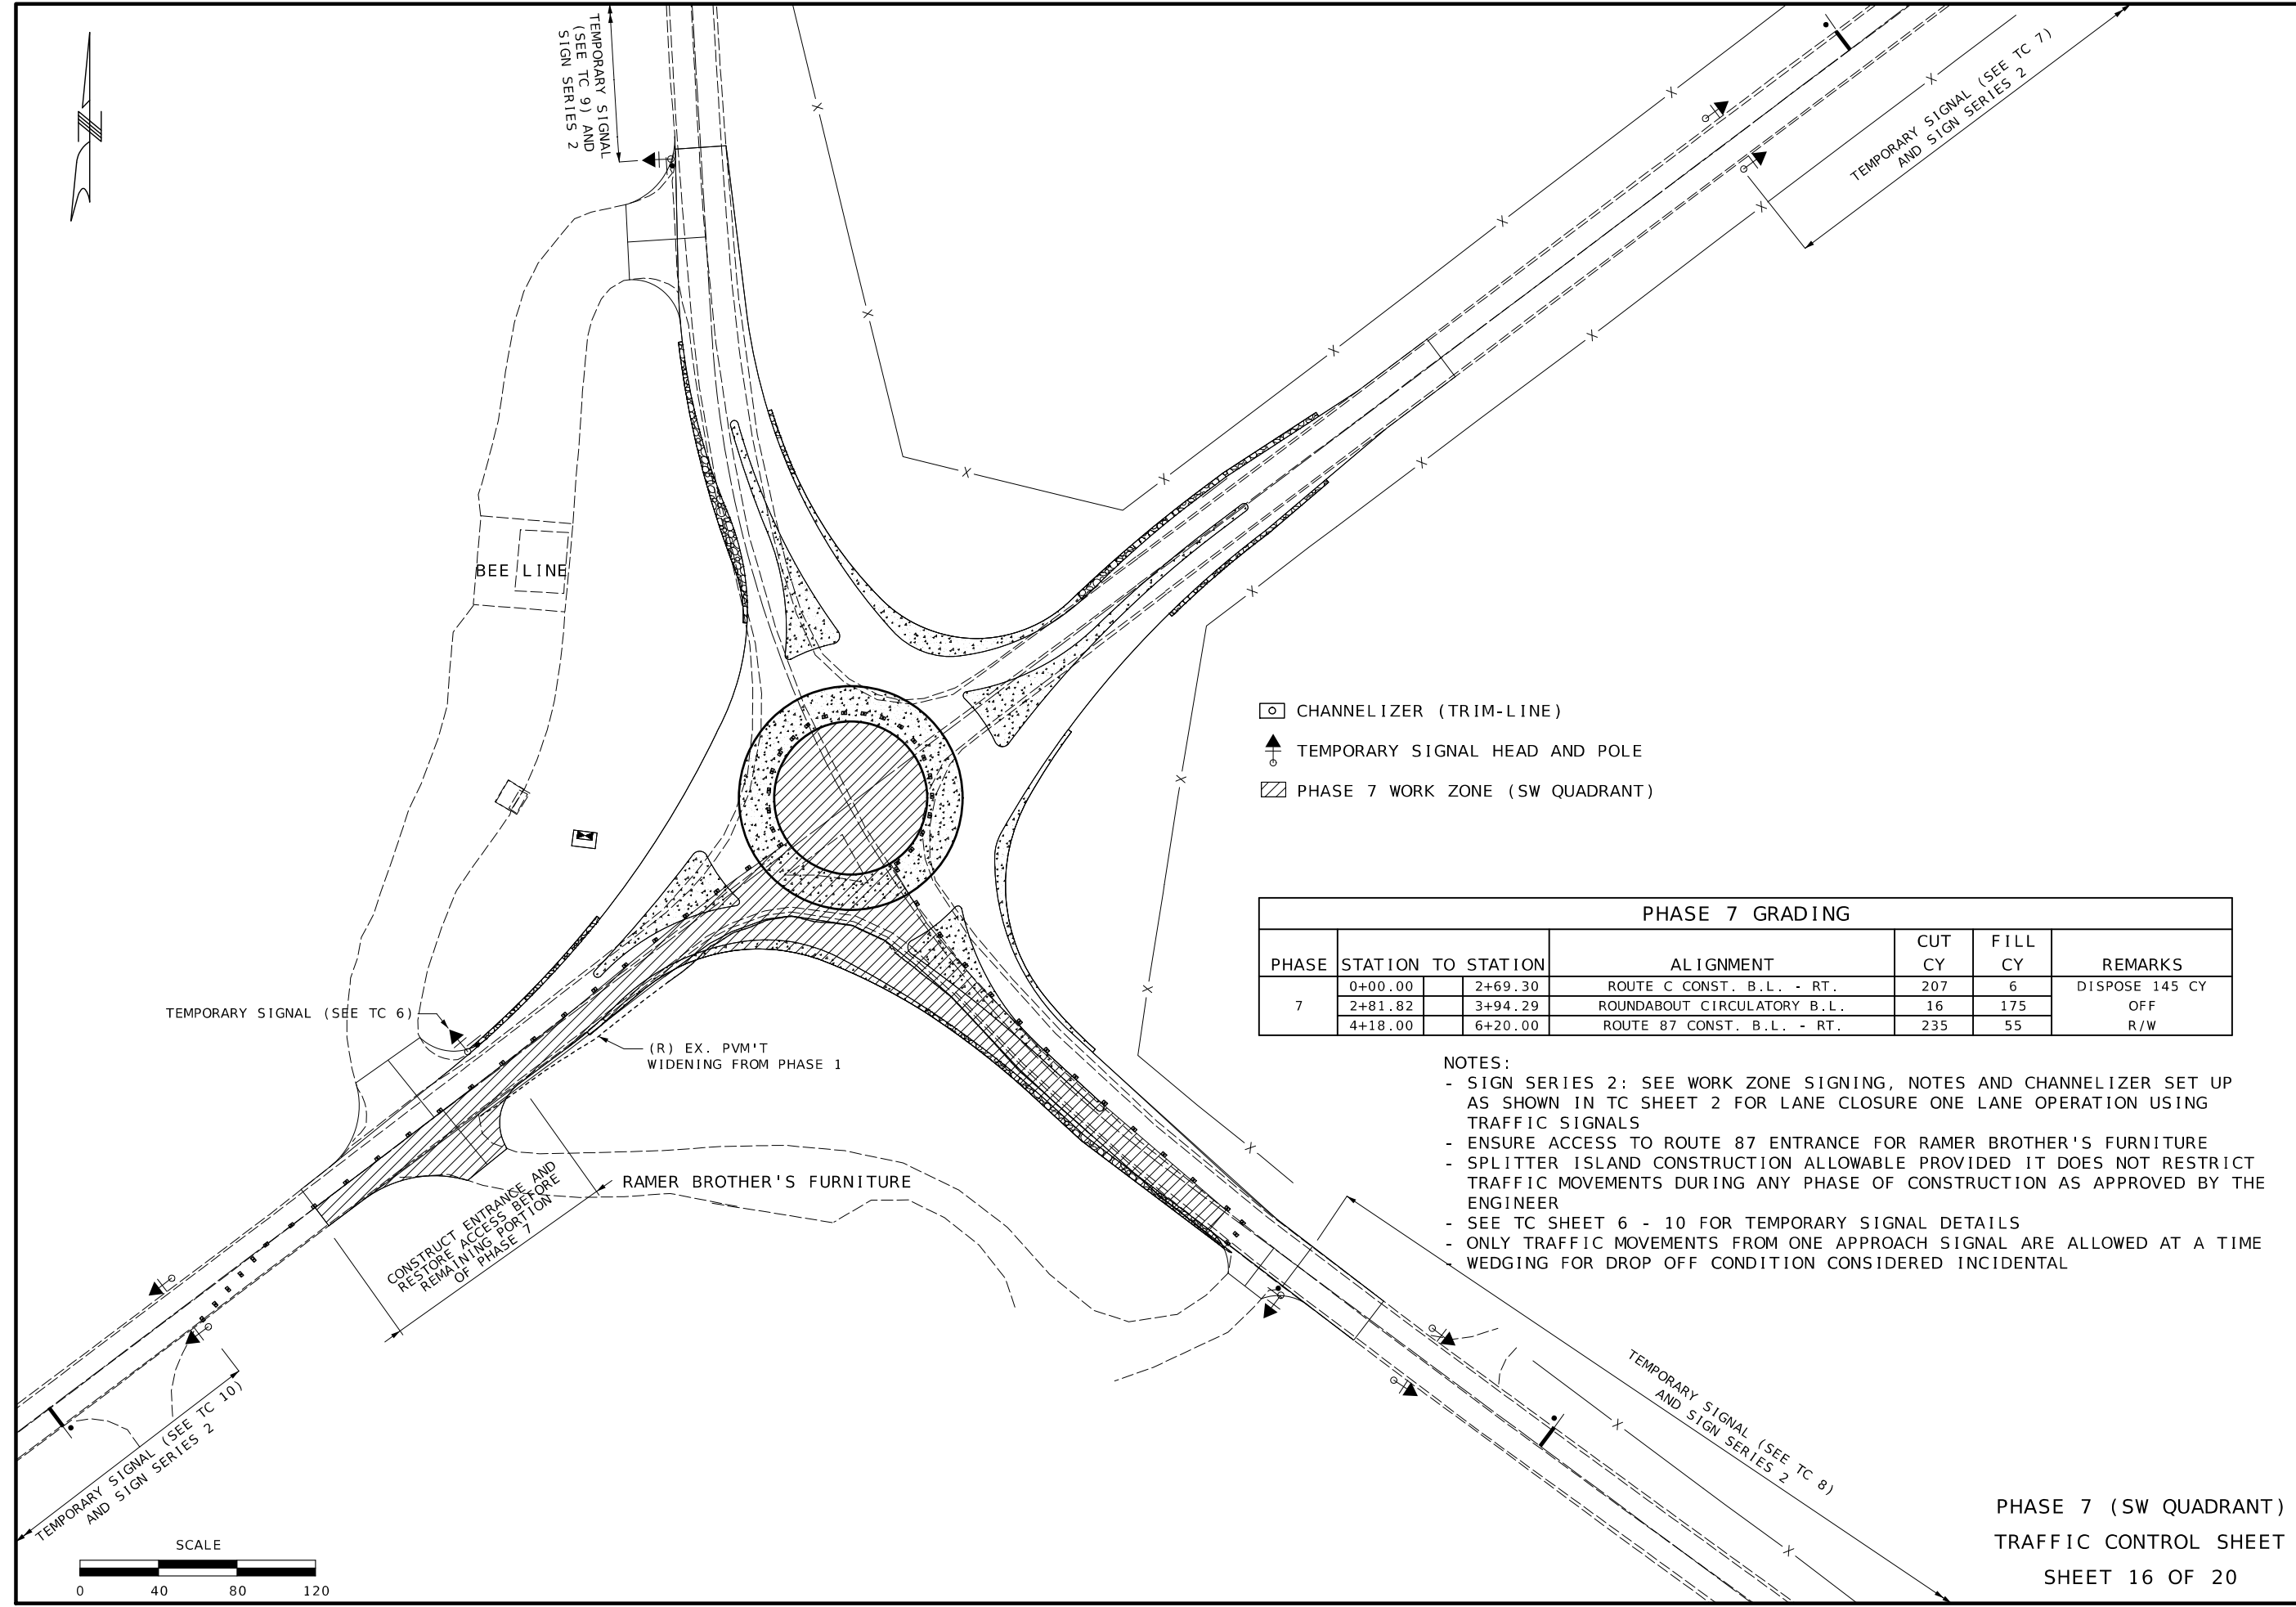 TEMPORARY SIGNAL
(SEE TC 9) AND
SIGN SERIES 2
N
TEMPORARY SIGNAL (SEE TC 7)
AND SIGN SERIES 2
BEE LINE
CHANNELIZER (TRIM-LINE)
TEMPORARY SIGNAL HEAD AND POLE
PHASE 7 WORK ZONE (SW QUADRANT)
PHASE 7 GRADING
PHASE STATION TO STATION ALIGNMENT CUT CY FILL CY REMARKS
0+00.00 2+69.30 ROUTE C CONST. B.L. - RT. 207 6 DISPOSE 145 CY
7 2+81.82 3+94.29 ROUNDABOUT CIRCULATORY B.L. 16 175 OFF
4+18.00 6+20.00 ROUTE 87 CONST. B.L. - RT. 235 55 R/W
TEMPORARY SIGNAL (SEE TC 6)
(R) EX. PVM'T
WIDENING FROM PHASE 1
NOTES:
- SIGN SERIES 2: SEE WORK ZONE SIGNING, NOTES AND CHANNELIZER SET UP
AS SHOWN IN TC SHEET 2 FOR LANE CLOSURE ONE LANE OPERATION USING
TRAFFIC SIGNALS
- ENSURE ACCESS TO ROUTE 87 ENTRANCE FOR RAMER BROTHER'S FURNITURE
- SPLITTER ISLAND CONSTRUCTION ALLOWABLE PROVIDED IT DOES NOT RESTRICT
TRAFFIC MOVEMENTS DURING ANY PHASE OF CONSTRUCTION AS APPROVED BY THE
ENGINEER
- SEE TC SHEET 6 - 10 FOR TEMPORARY SIGNAL DETAILS
- ONLY TRAFFIC MOVEMENTS FROM ONE APPROACH SIGNAL ARE ALLOWED AT A TIME
- WEDGING FOR DROP OFF CONDITION CONSIDERED INCIDENTAL
RAMER BROTHER'S FURNITURE
CONSTRUCT ENTRANCE AND
RESTORE ACCESS BEFORE
REMAINING PORTION
OF PHASE 7
TEMPORARY SIGNAL (SEE TC 10)
AND SIGN SERIES 2
TEMPORARY SIGNAL (SEE TC 8)
AND SIGN SERIES 2
SCALE
0 40 80 120
PHASE 7 (SW QUADRANT)
TRAFFIC CONTROL SHEET
SHEET 16 OF 20